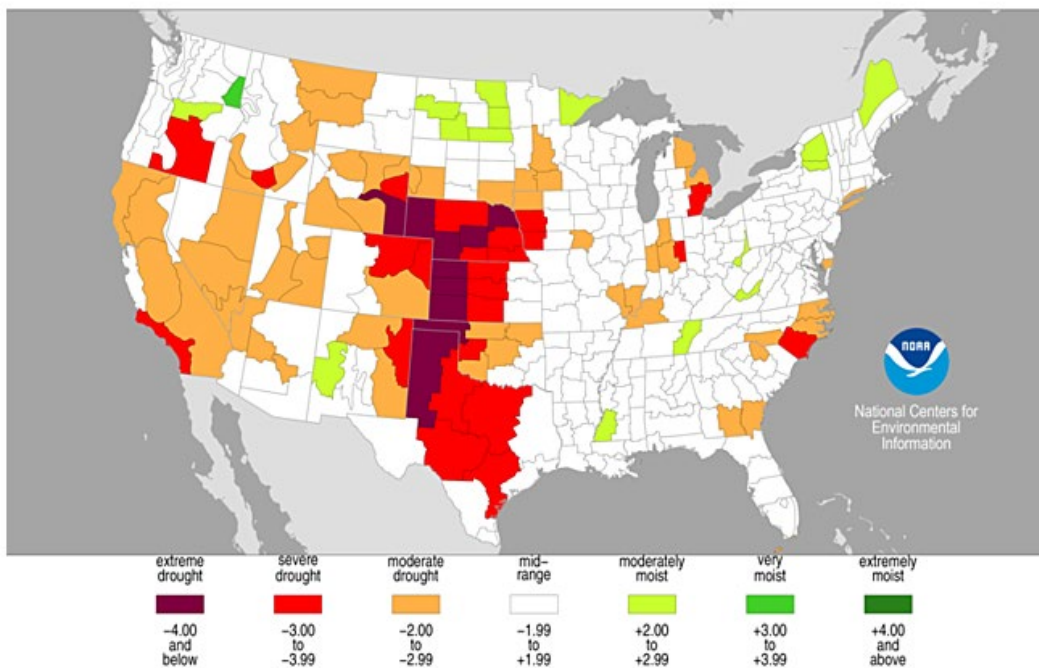 NOAA
National Centers for
Environmental
Information
extreme drought
severe drought
moderate drought
mid–range
moderately moist
very moist
extremely moist
−4.00 and below
−3.00 to −3.99
−2.00 to −2.99
−1.99 to +1.99
+2.00 to +2.99
+3.00 to +3.99
+4.00 and above